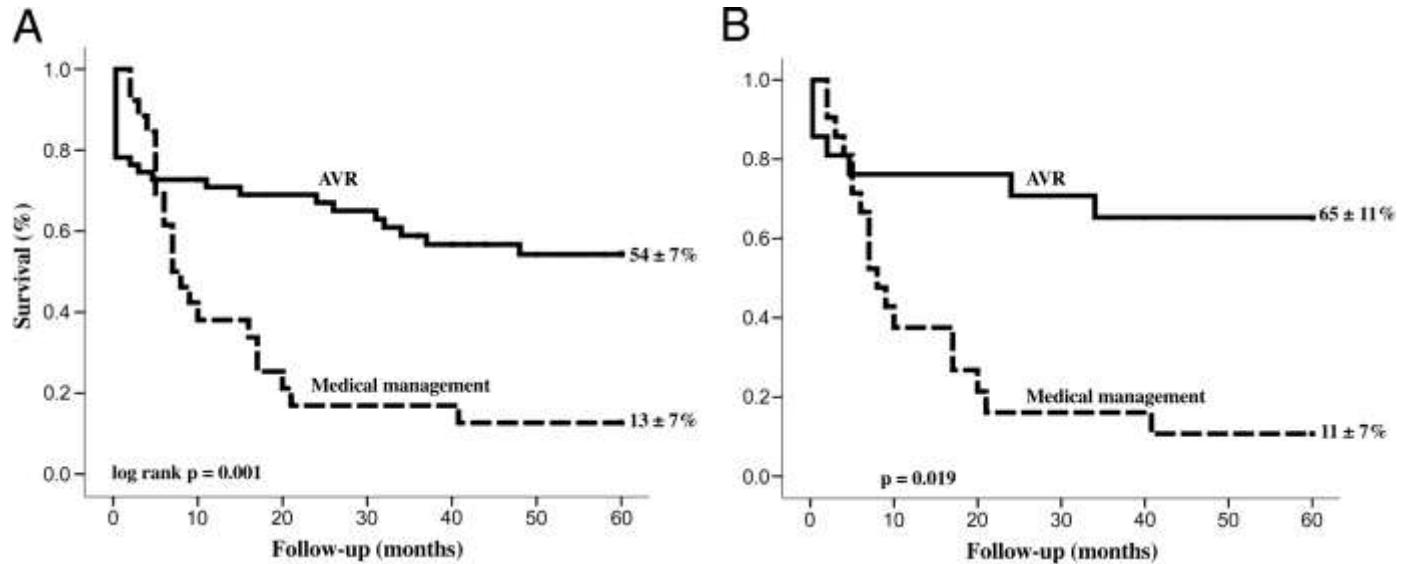 A
Survival (%)
1.0
0.8
0.6
0.4
0.2
0.0
AVR
54 ± 7%
Medical management
13 ± 7%
log rank p = 0.001
0 10 20 30 40 50 60
Follow-up (months)
B
1.0
0.8
0.6
0.4
0.2
0.0
AVR
65 ± 11%
Medical management
11 ± 7%
p = 0.019
0 10 20 30 40 50 60
Follow-up (months)